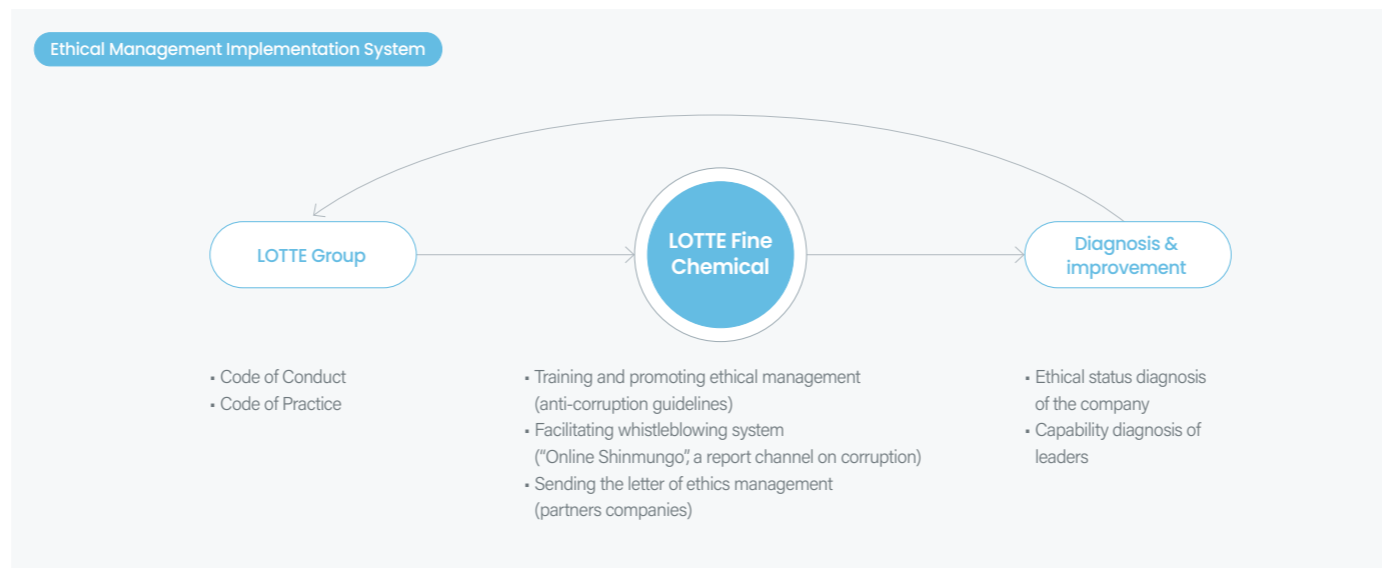 Ethical Management Implementation System
LOTTE Group
LOTTE Fine
Chemical
Diagnosis &
improvement
▪ Code of Conduct
▪ Code of Practice
▪ Training and promoting ethical management
(anti-corruption guidelines)
▪ Facilitating whistleblowing system
(“Online Shinmungo”, a report channel on corruption)
▪ Sending the letter of ethics management
(partners companies)
▪ Ethical status diagnosis
of the company
▪ Capability diagnosis of
leaders